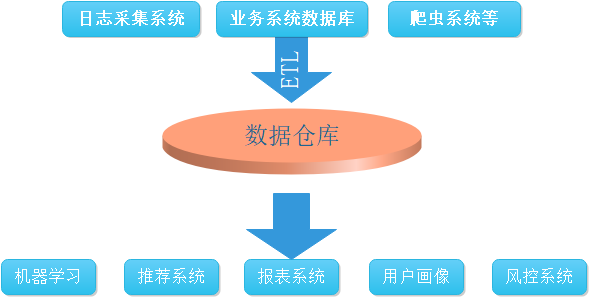 日志采集系统
业务系统数据库
爬虫系统等
ETL
数据仓库
机器学习
推荐系统
报表系统
用户画像
风控系统